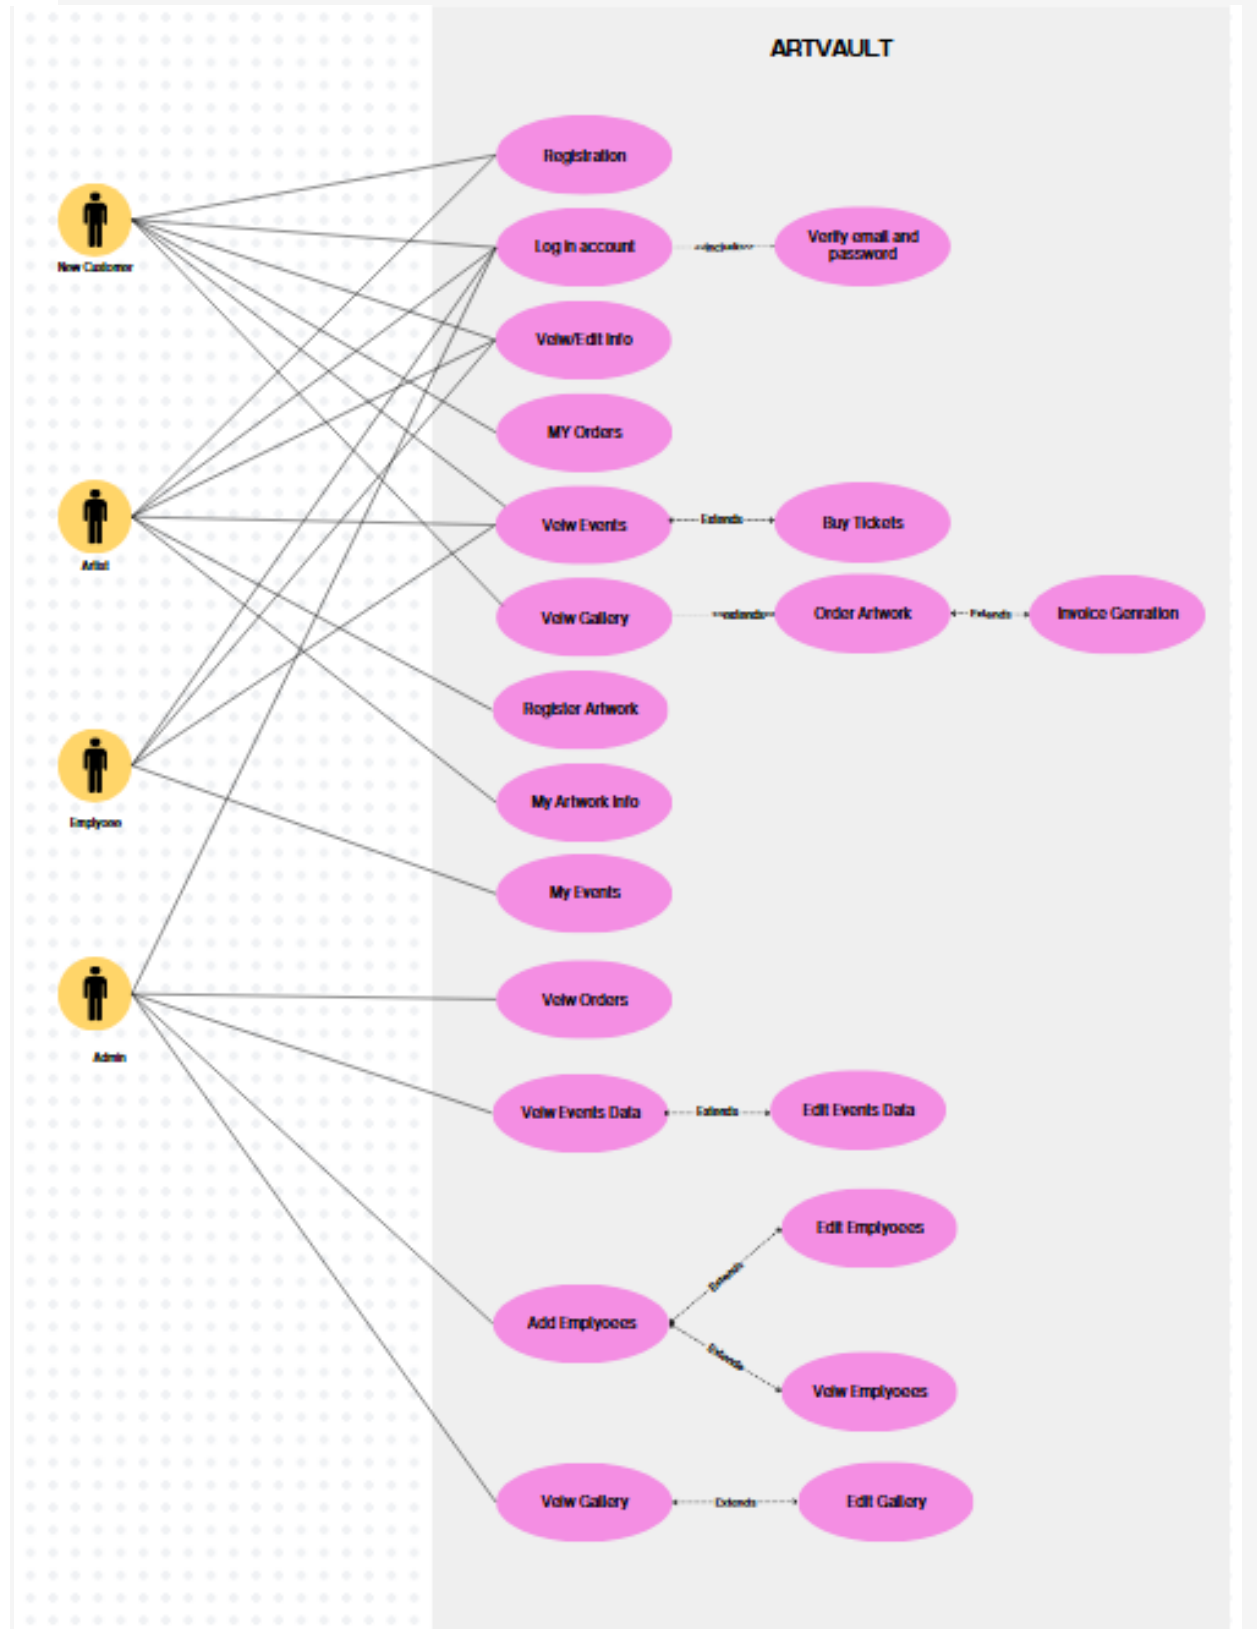 ARTVAULT
Registration
New Customer
Log in account
<<include>>
Verify email and
password
Veiw/Edit Info
MY Orders
Artist
Veiw Events
Extends
Buy Tickets
Veiw Gallery
<<extends>>
Order Artwork
Extends
Invoice Genration
Register Artwork
My Artwork Info
Emplyoee
My Events
Admin
Veiw Orders
Veiw Events Data
Extends
Edit Events Data
Edit Emplyoees
Extends
Add Emplyoees
Extends
Veiw Emplyoees
Veiw Gallery
Extends
Edit Gallery